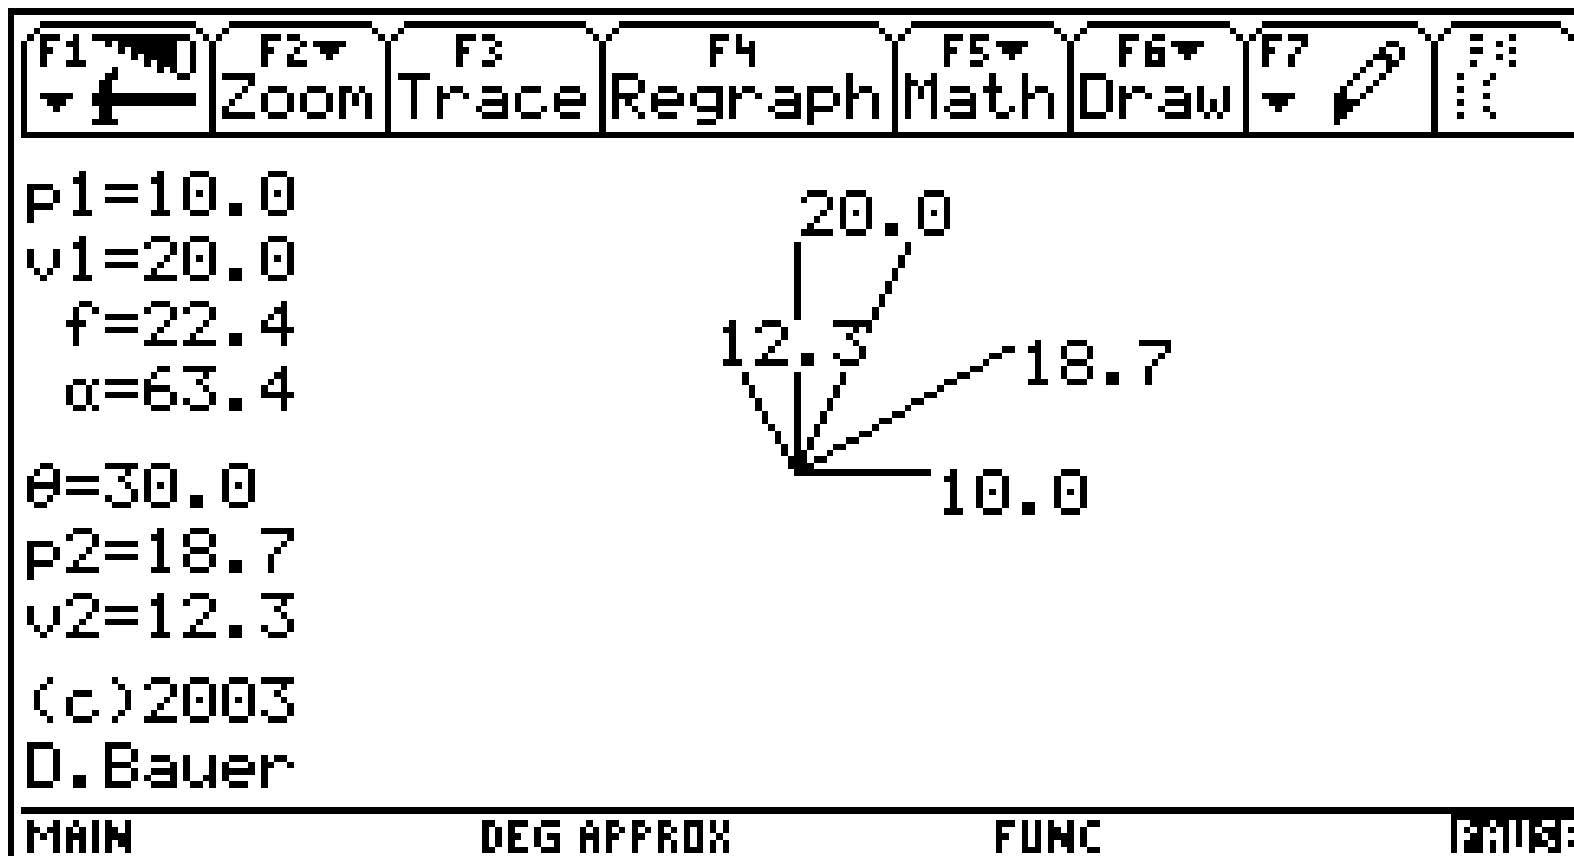 F1 F2 F3 F4 F5 F6 F7
Zoom Trace Regraph Math Draw
p1=10.0
v1=20.0
f=22.4
α=63.4
θ=30.0
p2=18.7
v2=12.3
(c)2003
D.Bauer
20.0
12.3
18.7
10.0
MAIN DEG APPROX FUNC